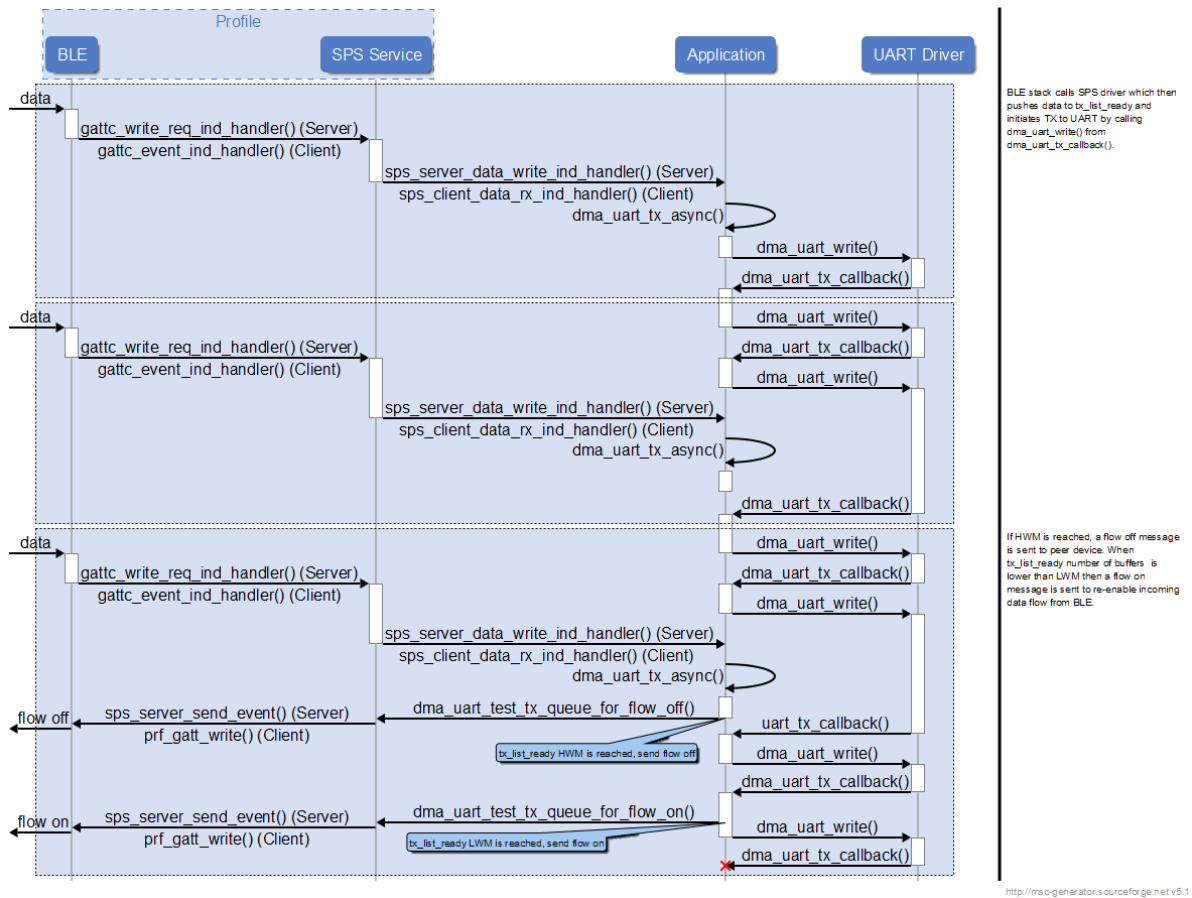 Profile
BLE
SPS Service
Application
UART Driver
data
gattc_write_req_ind_handler() (Server)
gattc_event_ind_handler() (Client)
sps_server_data_write_ind_handler() (Server)
sps_client_data_rx_ind_handler() (Client)
dma_uart_tx_async()
dma_uart_write()
dma_uart_tx_callback()
BLE stack calls SPS driver which then
pushes data to tx_list_ready and
initiates TX to UART by calling
dma_uart_write() from
dma_uart_tx_callback().
data
dma_uart_write()
gattc_write_req_ind_handler() (Server)
dma_uart_tx_callback()
gattc_event_ind_handler() (Client)
dma_uart_write()
sps_server_data_write_ind_handler() (Server)
sps_client_data_rx_ind_handler() (Client)
dma_uart_tx_async()
dma_uart_tx_callback()
data
dma_uart_write()
gattc_write_req_ind_handler() (Server)
dma_uart_tx_callback()
gattc_event_ind_handler() (Client)
dma_uart_write()
If HWM is reached, a flow off message
is sent to peer device. When
tx_list_ready number of buffers is
lower than LWM then a flow on
message is sent to re-enable incoming
data flow from BLE.
sps_server_data_write_ind_handler() (Server)
sps_client_data_rx_ind_handler() (Client)
dma_uart_tx_async()
flow off
sps_server_send_event() (Server)
prf_gatt_write() (Client)
dma_uart_test_tx_queue_for_flow_off()
uart_tx_callback()
tx_list_ready HWM is reached, send flow off
dma_uart_write()
dma_uart_tx_callback()
flow on
sps_server_send_event() (Server)
prf_gatt_write() (Client)
dma_uart_test_tx_queue_for_flow_on()
dma_uart_write()
tx_list_ready LWM is reached, send flow on
dma_uart_tx_callback()
http://msc-generator.sourceforge.net v5.1